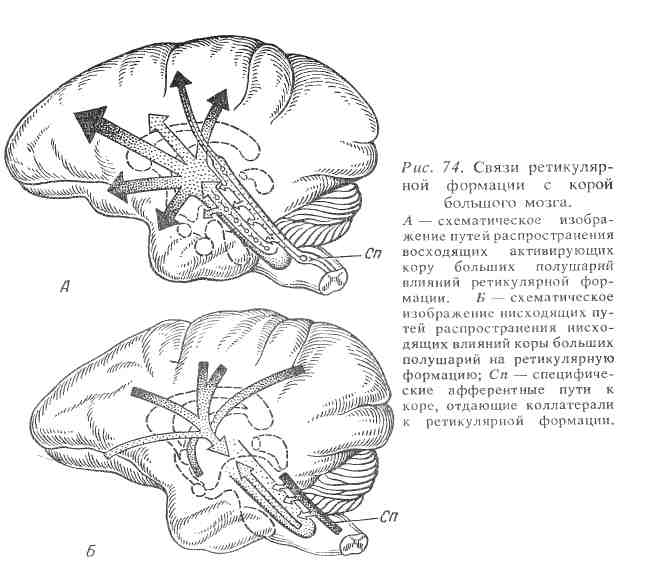 Рис. 74. Связи ретикуляр-
ной формации с корой
большого мозга.
А — схематическое изобра-
жение путей распространения
восходящих активирующих
кору больших полушарий
влияний ретикулярной фор-
мации. Б — схематическое
изображение нисходящих пу-
тей распространения нисхо-
дящих влияний коры больших
полушарий на ретикулярную
формацию; Сп — специфиче-
ские афферентные пути к
коре, отдающие коллатерали
к ретикулярной формации.
Сп
А
Сп
Б